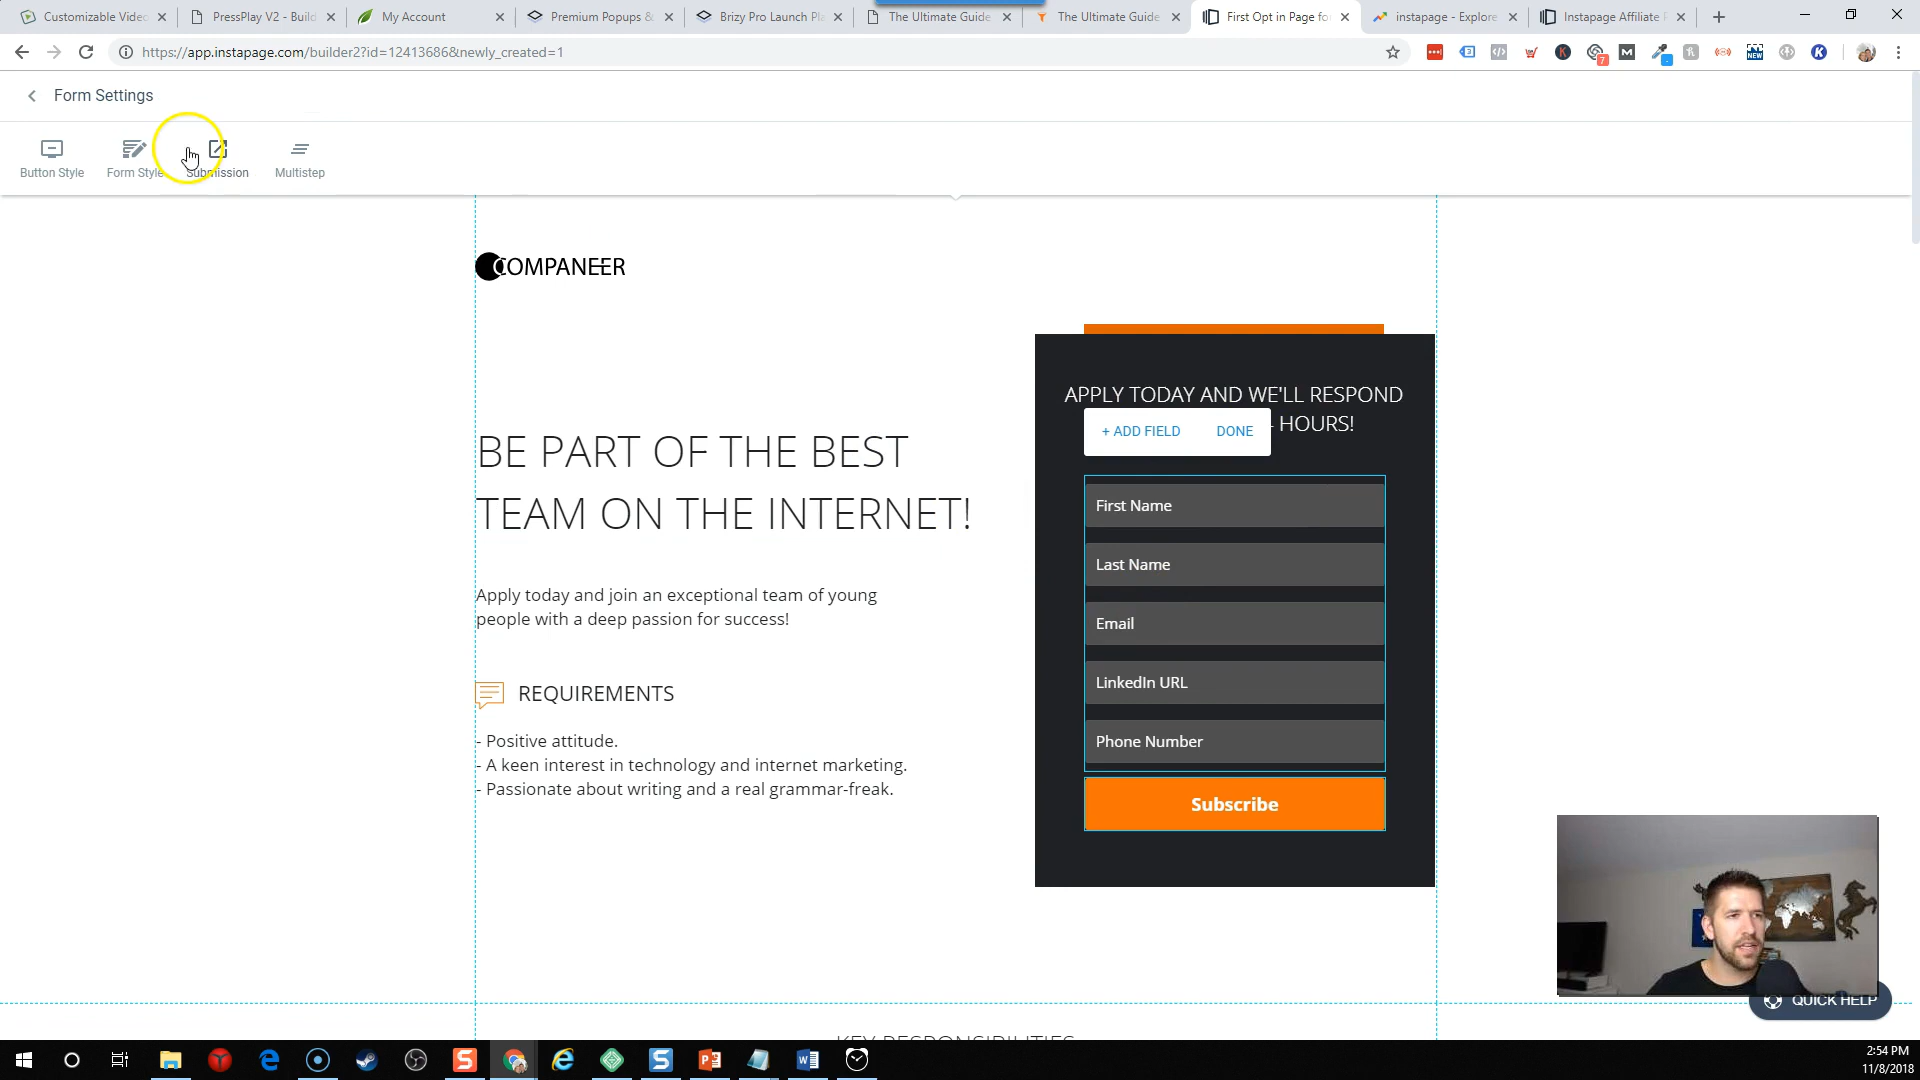 Customizable Video
PressPlay V2 - Build
My Account
Premium Popups &
Brizy Pro Launch Pla
The Ultimate Guide
The Ultimate Guide
First Opt in Page fo
instapage - Explore
Instapage Affiliate P
https://app.instapage.com/builder2?id=12413686&newly_created=1
Form Settings
Button Style
Form Style
Submission
Multistep
COMPANEER
APPLY TODAY AND WE'LL RESPOND
HOURS!
+ ADD FIELD
DONE
BE PART OF THE BEST
TEAM ON THE INTERNET!
First Name
Last Name
Email
LinkedIn URL
Phone Number
Subscribe
Apply today and join an exceptional team of young
people with a deep passion for success!
REQUIREMENTS
- Positive attitude.
- A keen interest in technology and internet marketing.
- Passionate about writing and a real grammar-freak.
QUICK HELP
KEY RESPONSIBILITIES
2:54 PM
11/8/2018